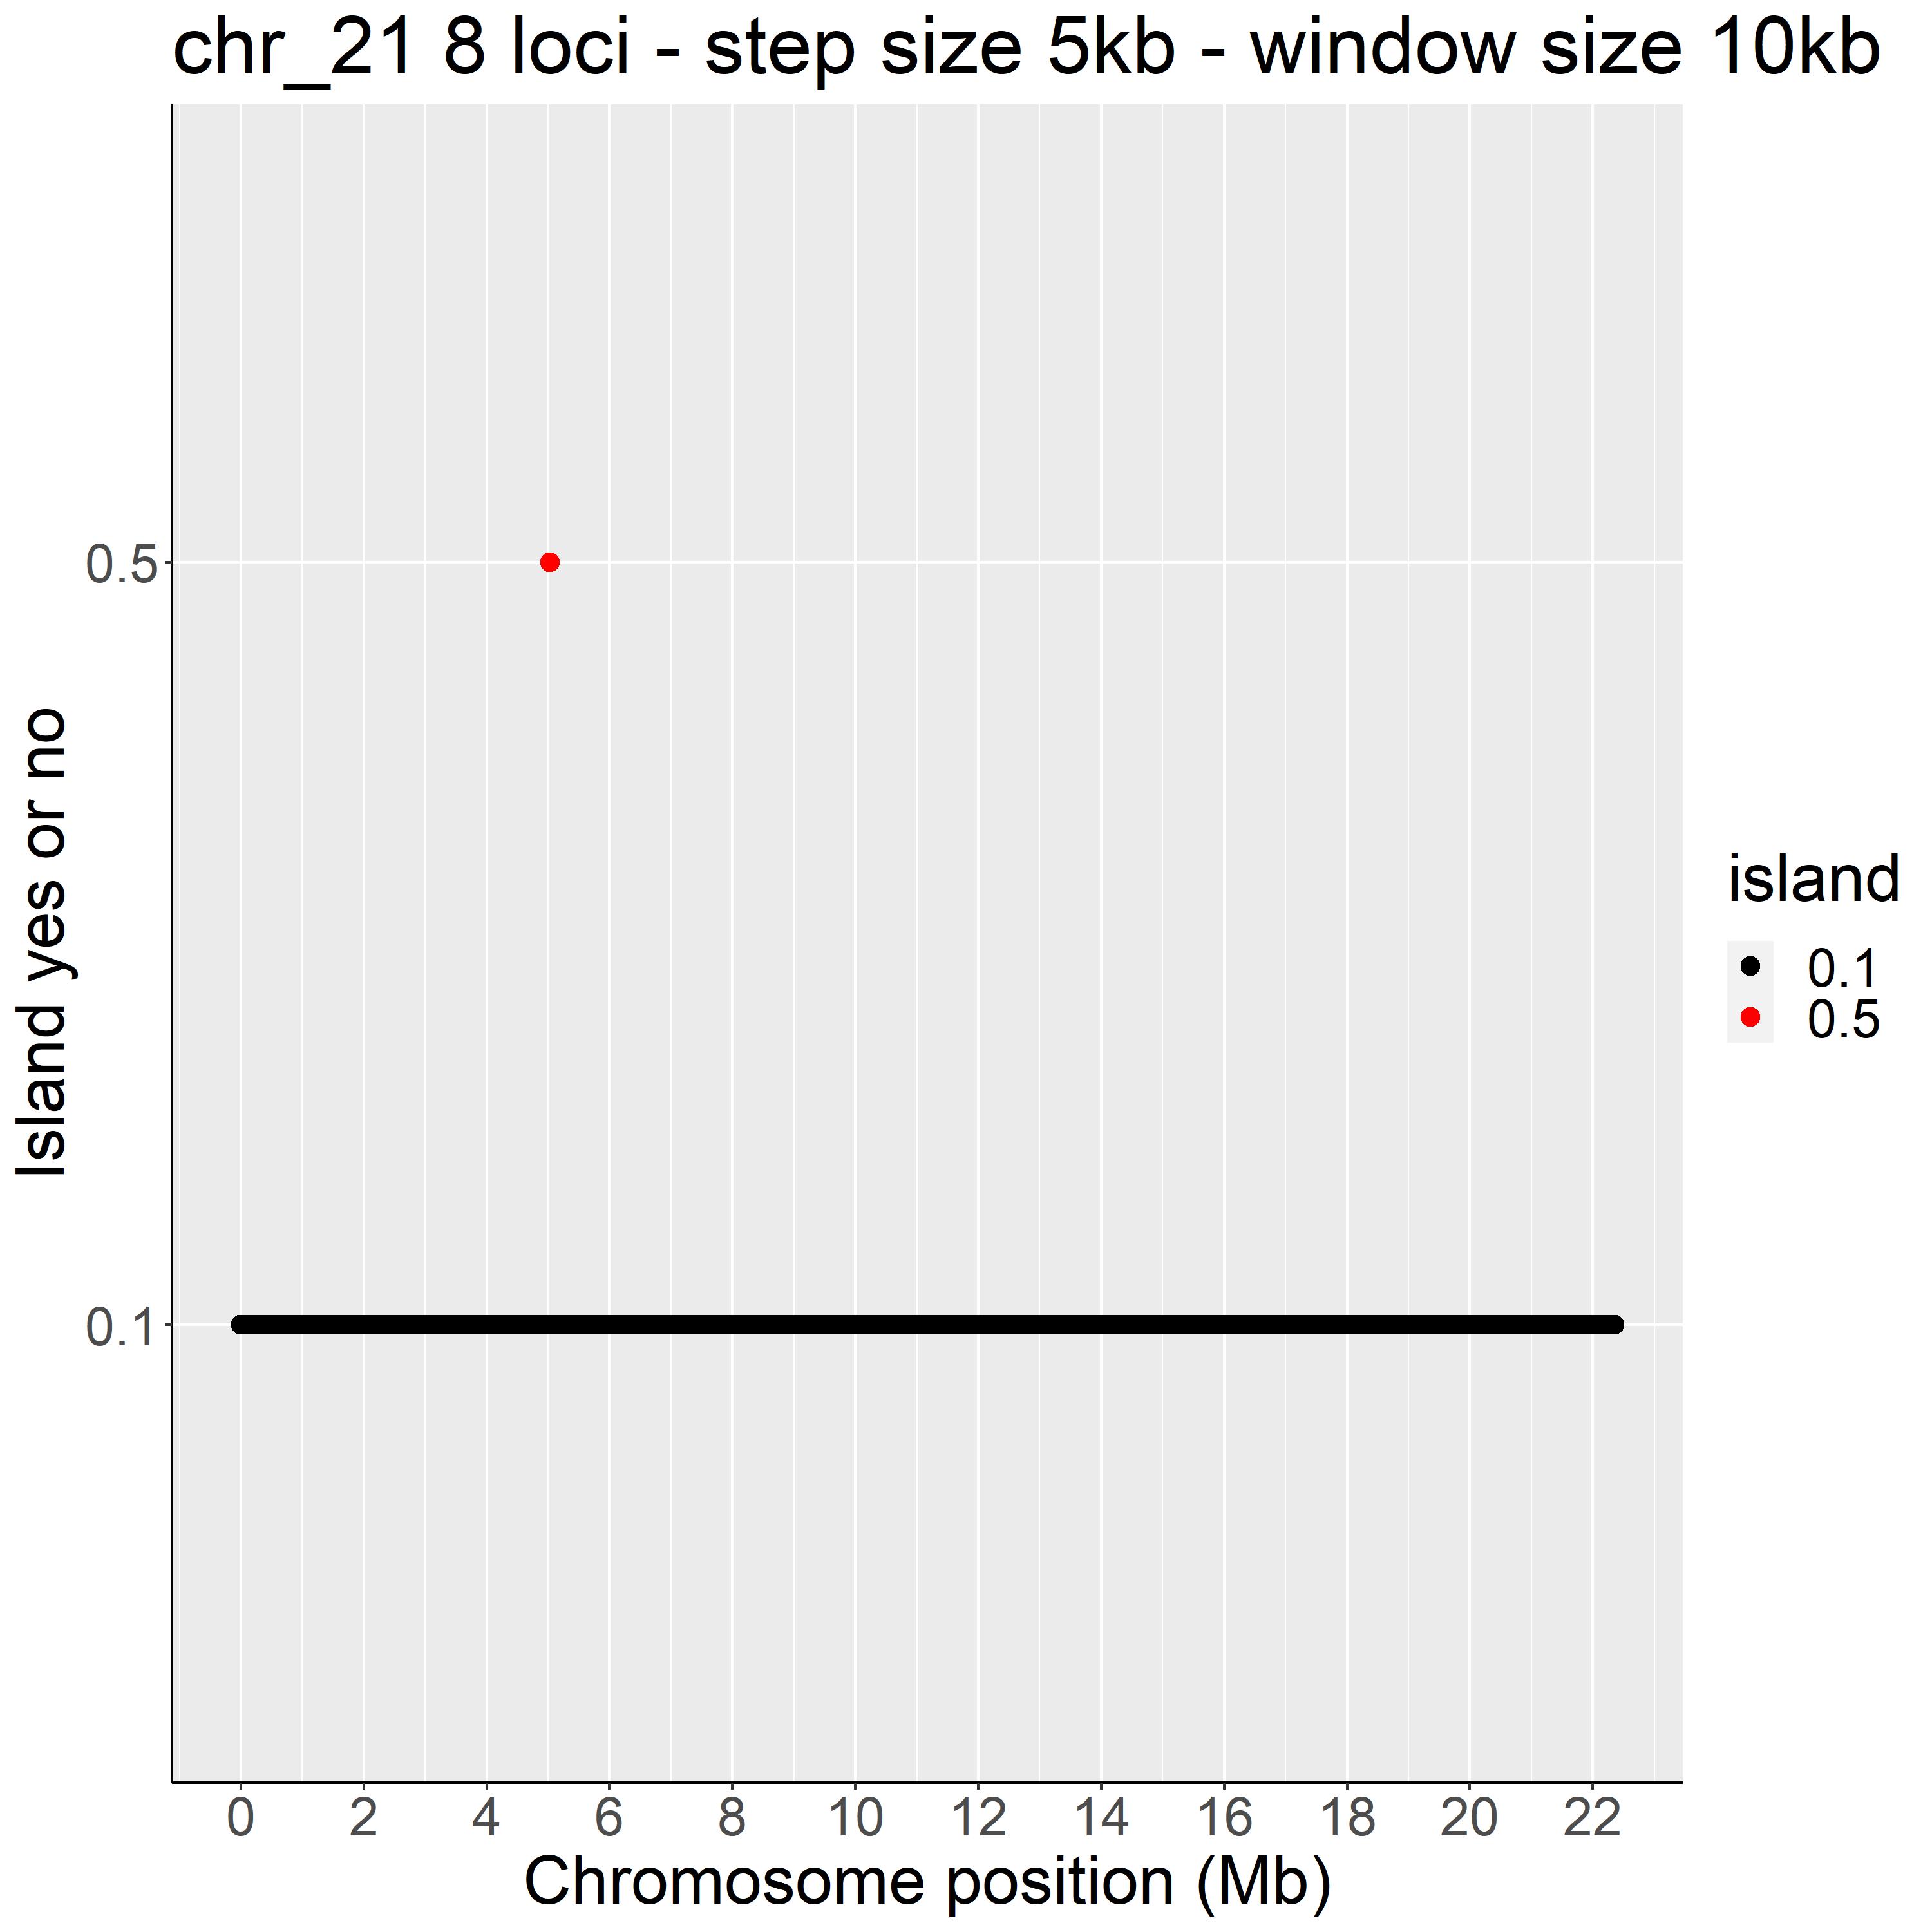 chr_21 8 loci - step size 5kb - window size 10kb
Island yes or no
0.5
0.1
island
0.1
0.5
0 2 4 6 8 10 12 14 16 18 20 22
Chromosome position (Mb)